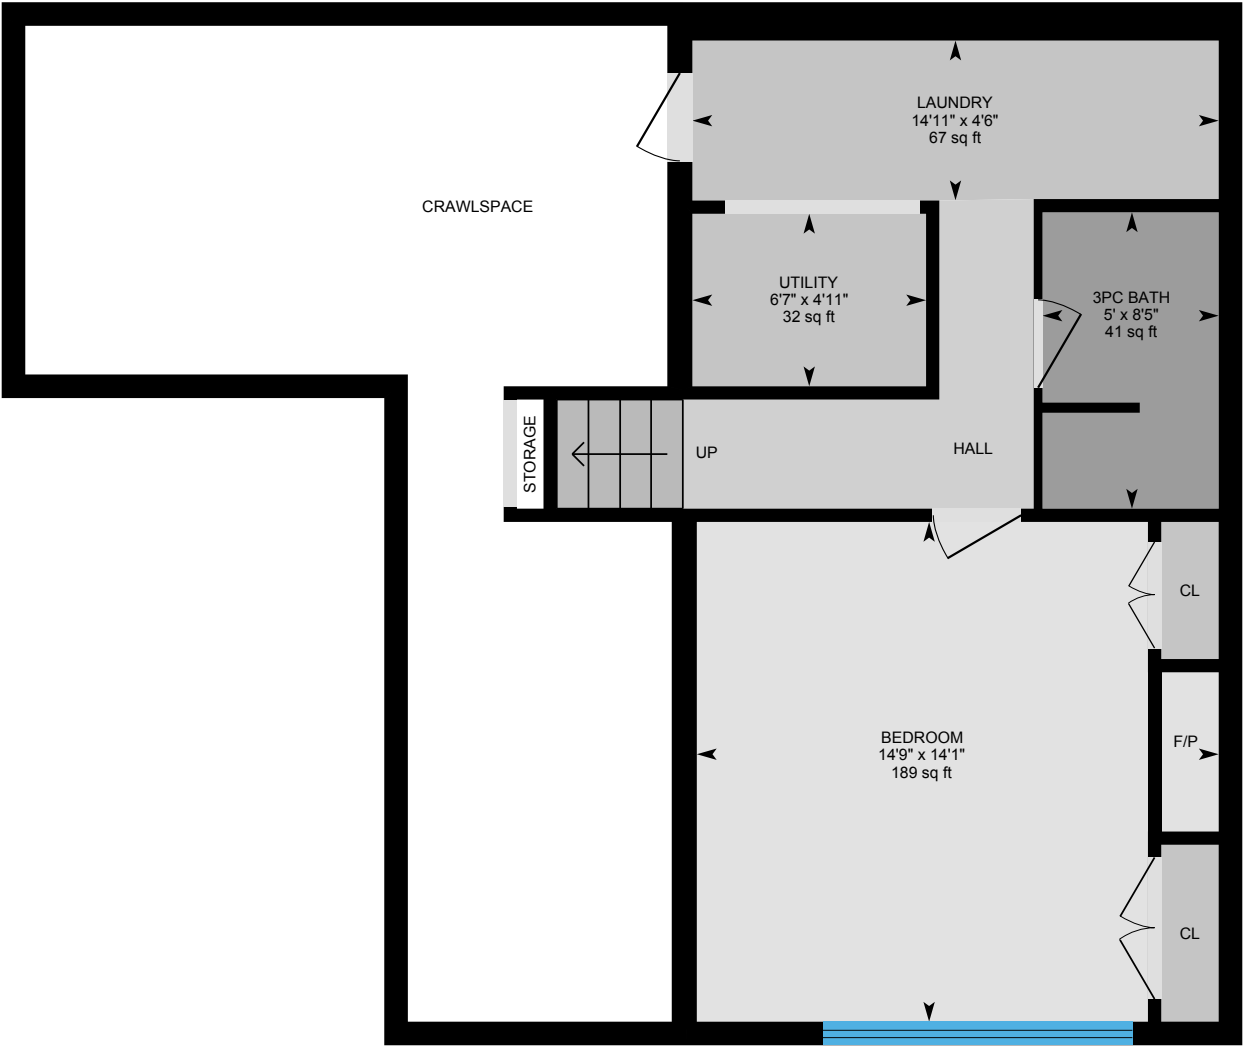 LAUNDRY
14'11" x 4'6"
67 sq ft
CRAWLSPACE
UTILITY
6'7" x 4'11"
32 sq ft
3PC BATH
5' x 8'5"
41 sq ft
STORAGE
UP
HALL
CL
BEDROOM
14'9" x 14'1"
189 sq ft
F/P
CL